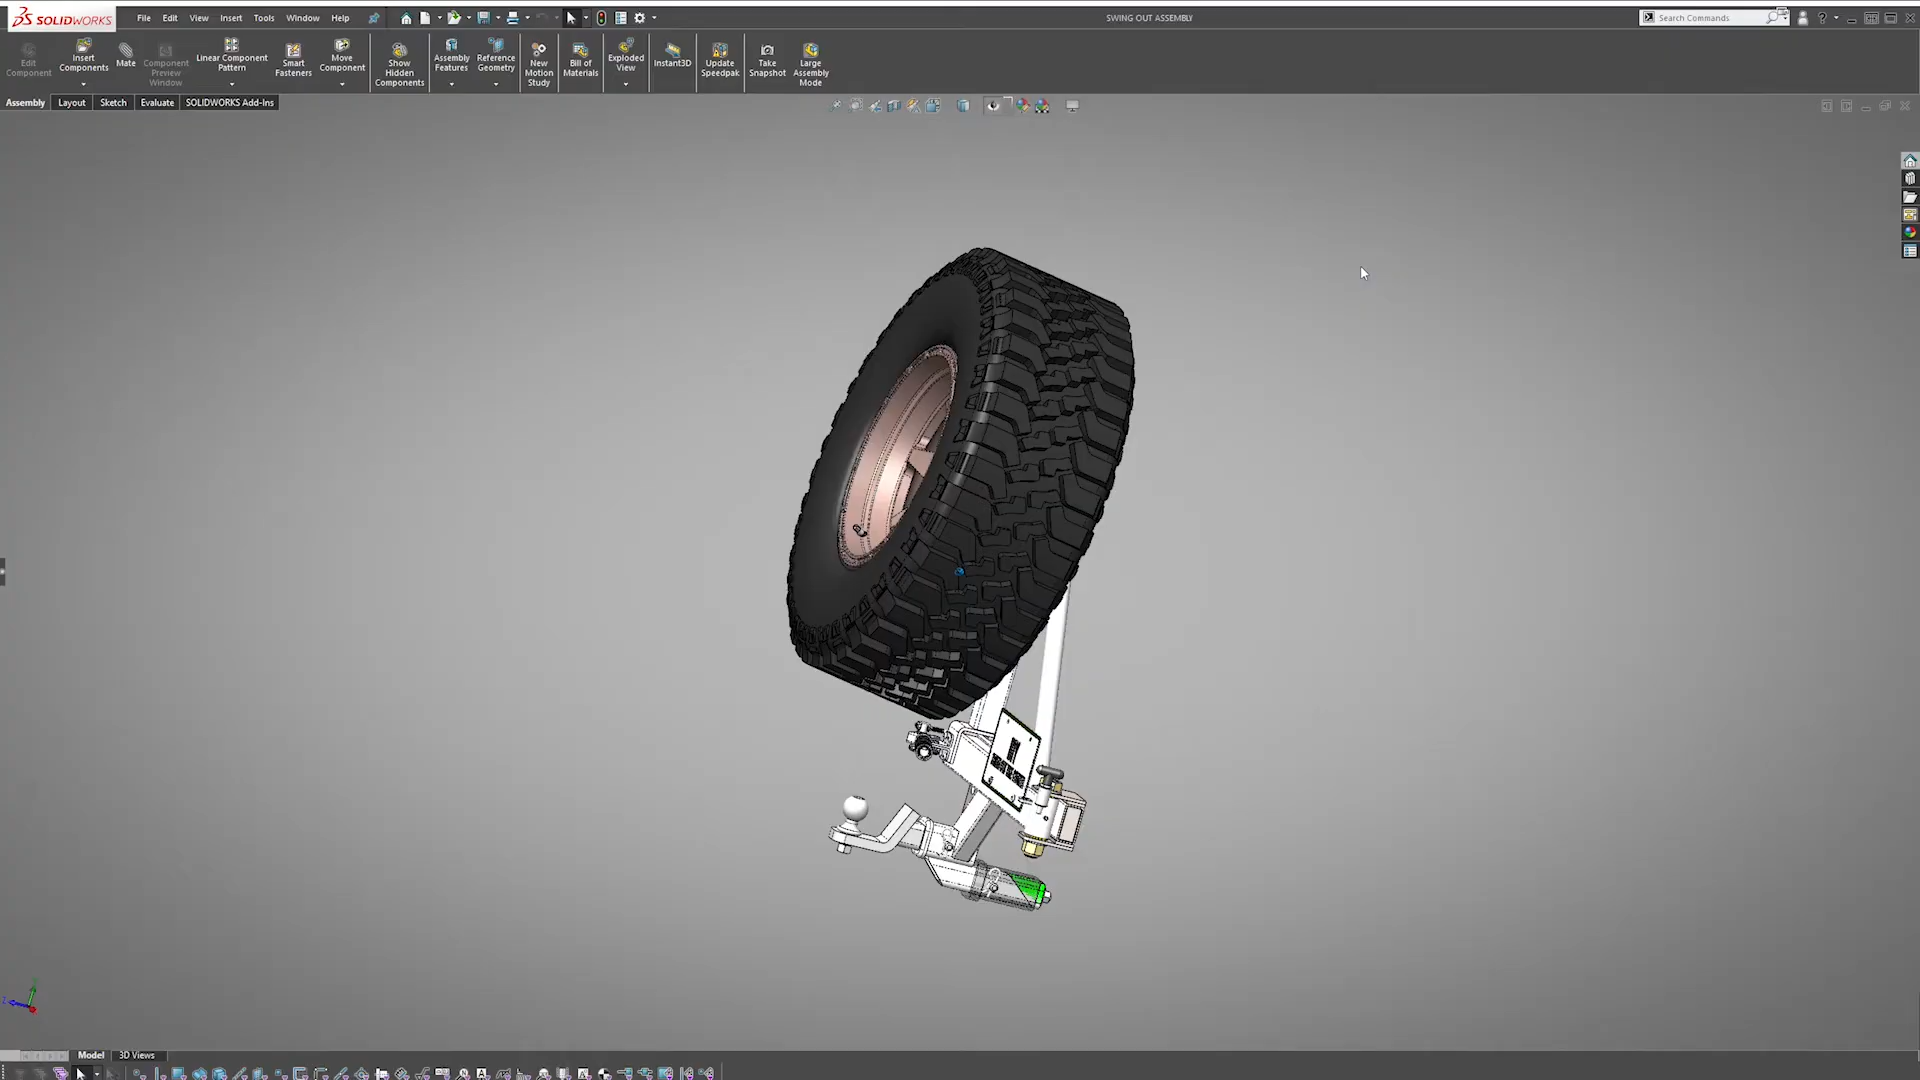 SOLIDWORKS File Edit View Insert Tools Window Help SWING OUT ASSEMBLY Search Commands ?
Edit Component
Insert Components
Mate
Component Preview Window
Linear Component Pattern
Smart Fasteners
Move Component
Show Hidden Components
Assembly Features
Reference Geometry
New Motion Study
Bill of Materials
Exploded View
Instant3D
Update Speedpak
Take Snapshot
Large Assembly Mode
Assembly Layout Sketch Evaluate SOLIDWORKS Add-Ins
Model 3D Views